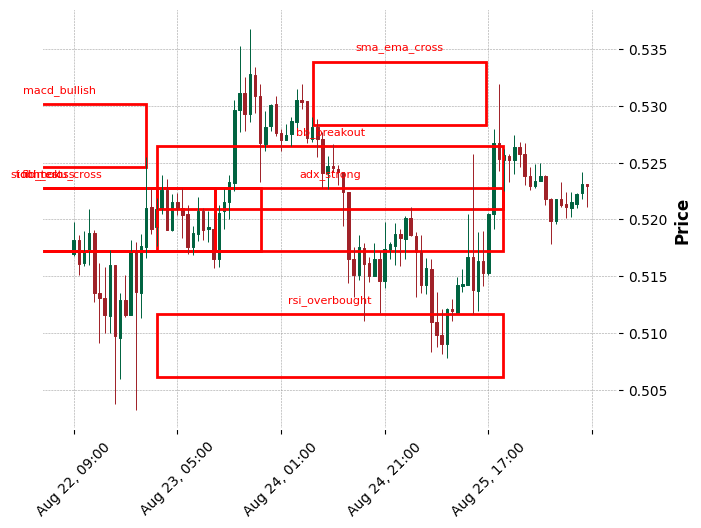 sma_ema_cross
0.535
macd_bullish
0.530
bb_breakout
0.525
adx_strong
0.520
Price
0.515
rsi_overbought
0.510
0.505
Aug 22, 09:00
Aug 23, 05:00
Aug 24, 01:00
Aug 24, 21:00
Aug 25, 17:00